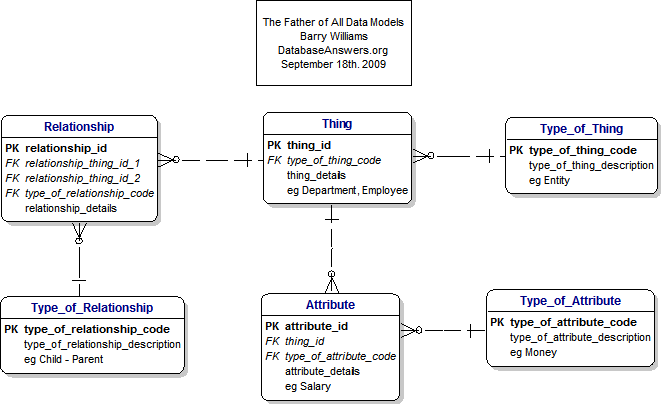 The Father of All Data Models
Barry Williams
DatabaseAnswers.org
September 18th. 2009
Relationship
PK relationship_id
FK relationship_thing_id_1
FK relationship_thing_id_2
FK type_of_relationship_code
relationship_details
Thing
PK thing_id
FK type_of_thing_code
thing_details
eg Department, Employee
Type_of_Thing
PK type_of_thing_code
type_of_thing_description
eg Entity
Type_of_Relationship
PK type_of_relationship_code
type_of_relationship_description
eg Child - Parent
Attribute
PK attribute_id
FK thing_id
FK type_of_attribute_code
attribute_details
eg Salary
Type_of_Attribute
PK type_of_attribute_code
type_of_attribute_description
eg Money